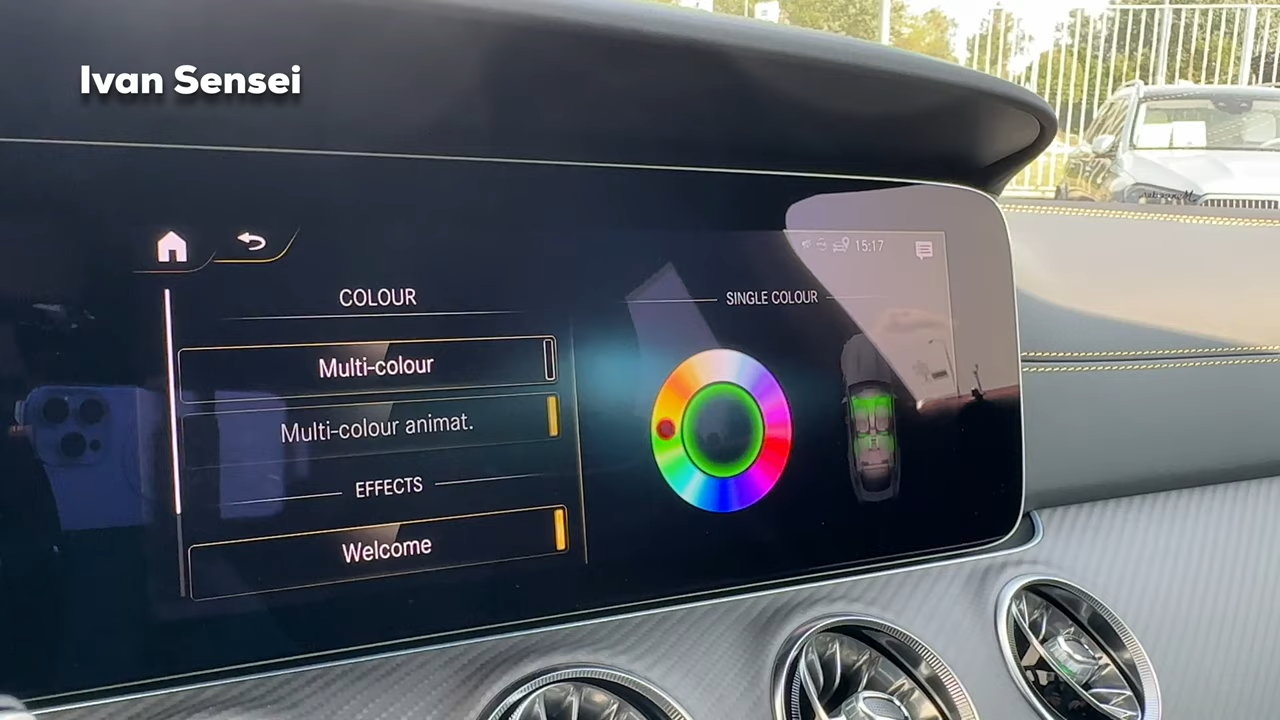 Ivan Sensei
15:17
COLOUR
SINGLE COLOUR
Multi-colour
Multi-colour animat.
EFFECTS
Welcome